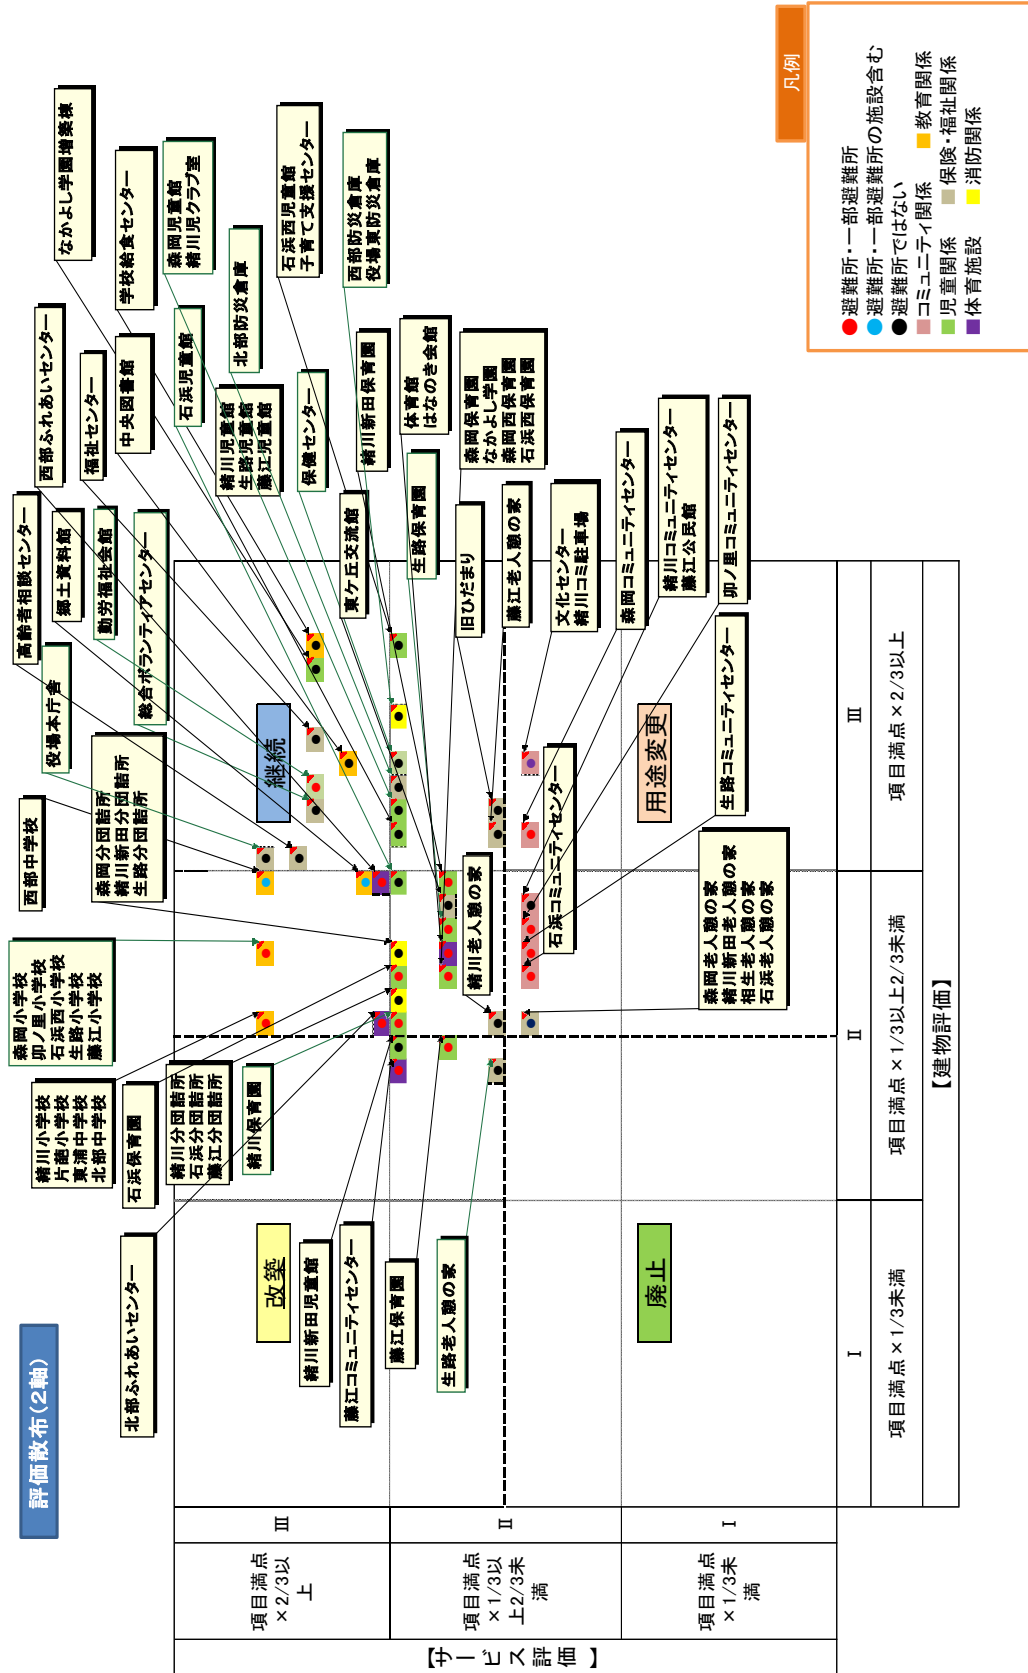 評価散布(2軸)
北部ふれあいセンター
緒川小学校
片葩小学校
東浦中学校
北部中学校
森岡小学校
卯ノ里小学校
石浜西小学校
生路小学校
藤江小学校
石浜保育園
緒川分団詰所
石浜分団詰所
藤江分団詰所
緒川保育園
西部中学校
森岡分団詰所
緒川新田分団詰所
生路分団詰所
役場本庁舎
高齢者相談センター
郷土資料館
勤労福祉会館
総合ボランティアセンター
西部ふれあいセンター
福祉センター
中央図書館
なかよし学園増築棟
学校給食センター
石浜児童館
森岡児童館
緒川児クラブ室
緒川児童館
生路児童館
藤江児童館
北部防災倉庫
保健センター
石浜西児童館
子育て支援センター
東ケ丘交流館
西部防災倉庫
役場東防災倉庫
緒川新田保育園
体育館
はなのき会館
生路保育園
森岡保育園
なかよし学園
森岡西保育園
石浜西保育園
旧ひだまり
藤江老人憩の家
文化センター
緒川コミ駐車場
森岡コミュニティセンター
緒川コミュニティセンター
藤江公民館
卯ノ里コミュニティセンター
生路コミュニティセンター
緒川老人憩の家
石浜コミュニティセンター
森岡老人憩の家
緒川新田老人憩の家
相生老人憩の家
石浜老人憩の家
緒川新田児童館
藤江コミュニティセンター
藤江保育園
生路老人憩の家
改築
継続
廃止
用途変更
【サービス評価 】
項目満点
×2/3以
上
Ⅲ
項目満点
×1/3以
上2/3未
満
Ⅱ
項目満点
×1/3未
満
Ⅰ
Ⅰ
Ⅱ
Ⅲ
項目満点×1/3未満
項目満点×1/3以上2/3未満
項目満点×2/3以上
【建物評価】
凡例
避難所・一部避難所
避難所・一部避難所の施設含む
避難所ではない
コミュニティ関係
教育関係
児童関係
保険・福祉関係
体育施設
消防関係